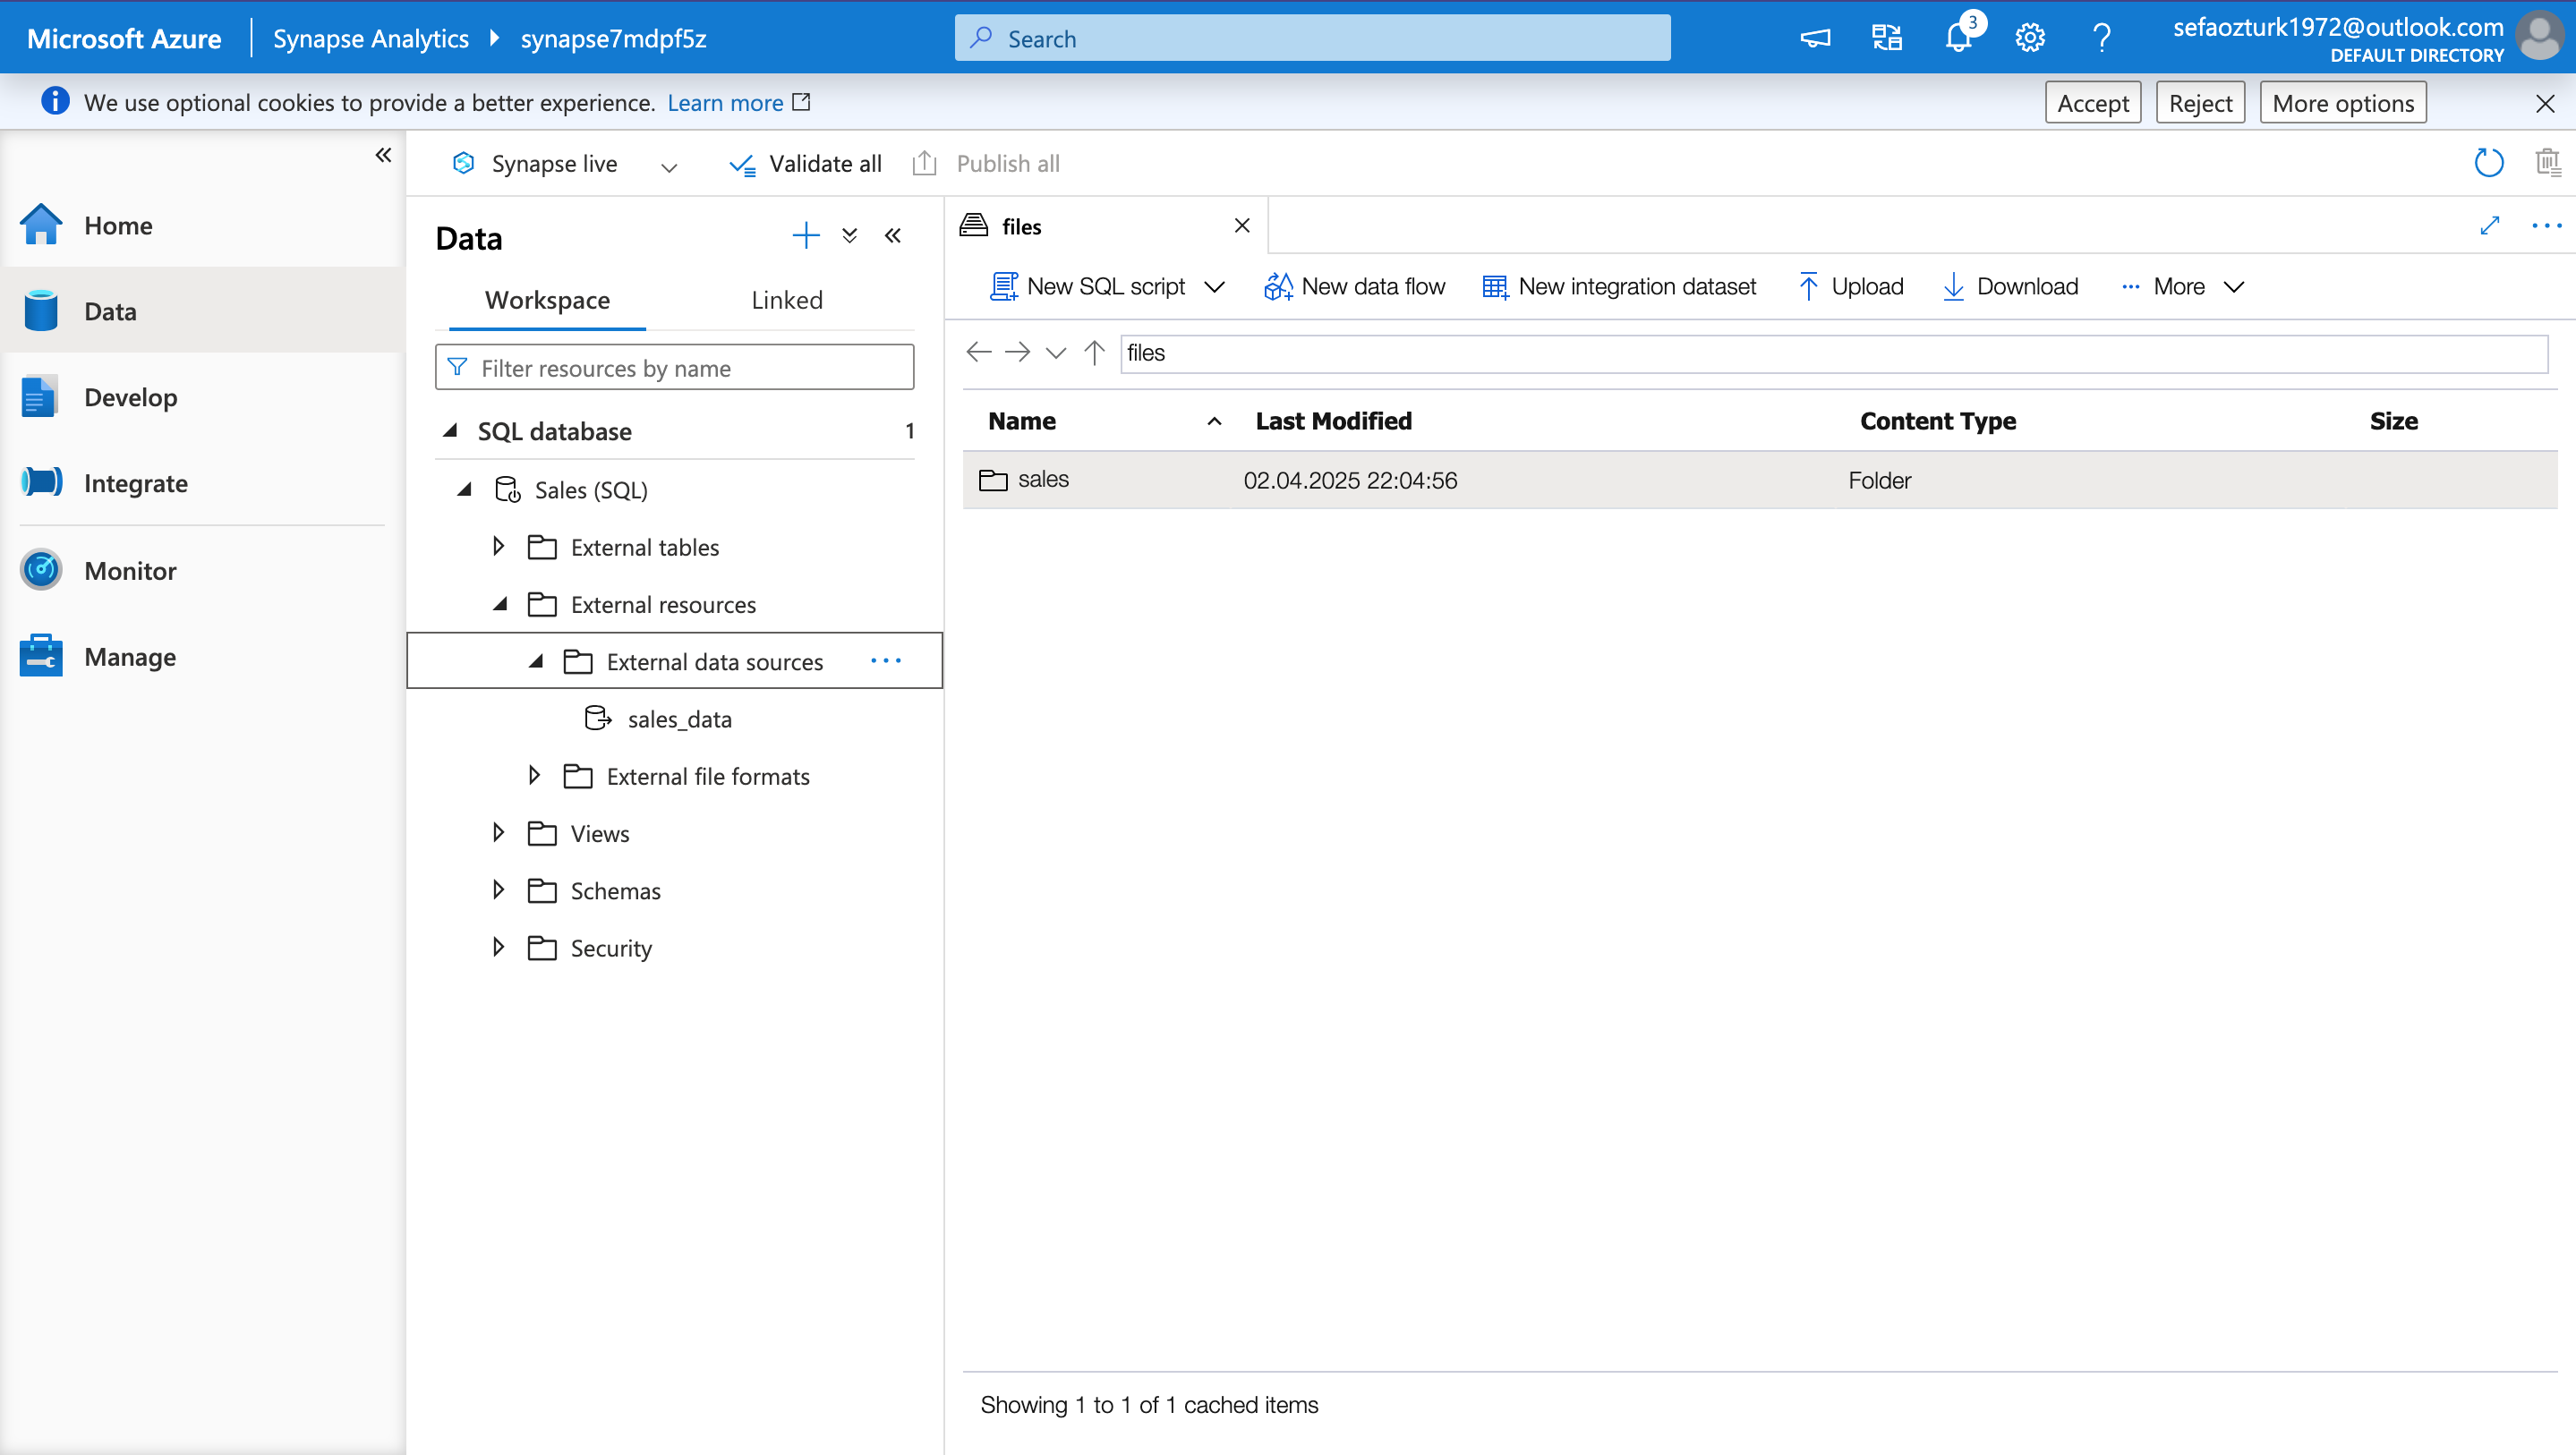 Microsoft Azure Synapse Analytics synapse7mdpf5z Search 3 sefaozturk1972@outlook.com
DEFAULT DIRECTORY
We use optional cookies to provide a better experience. Learn more Accept Reject More options
Synapse live Validate all Publish all
Home
Data
Develop
Integrate
Monitor
Manage
Data
Workspace Linked
Filter resources by name
SQL database 1
Sales (SQL)
External tables
External resources
External data sources
sales_data
External file formats
Views
Schemas
Security
files
New SQL script New data flow New integration dataset Upload Download More
files
Name Last Modified Content Type Size
sales 02.04.2025 22:04:56 Folder
Showing 1 to 1 of 1 cached items